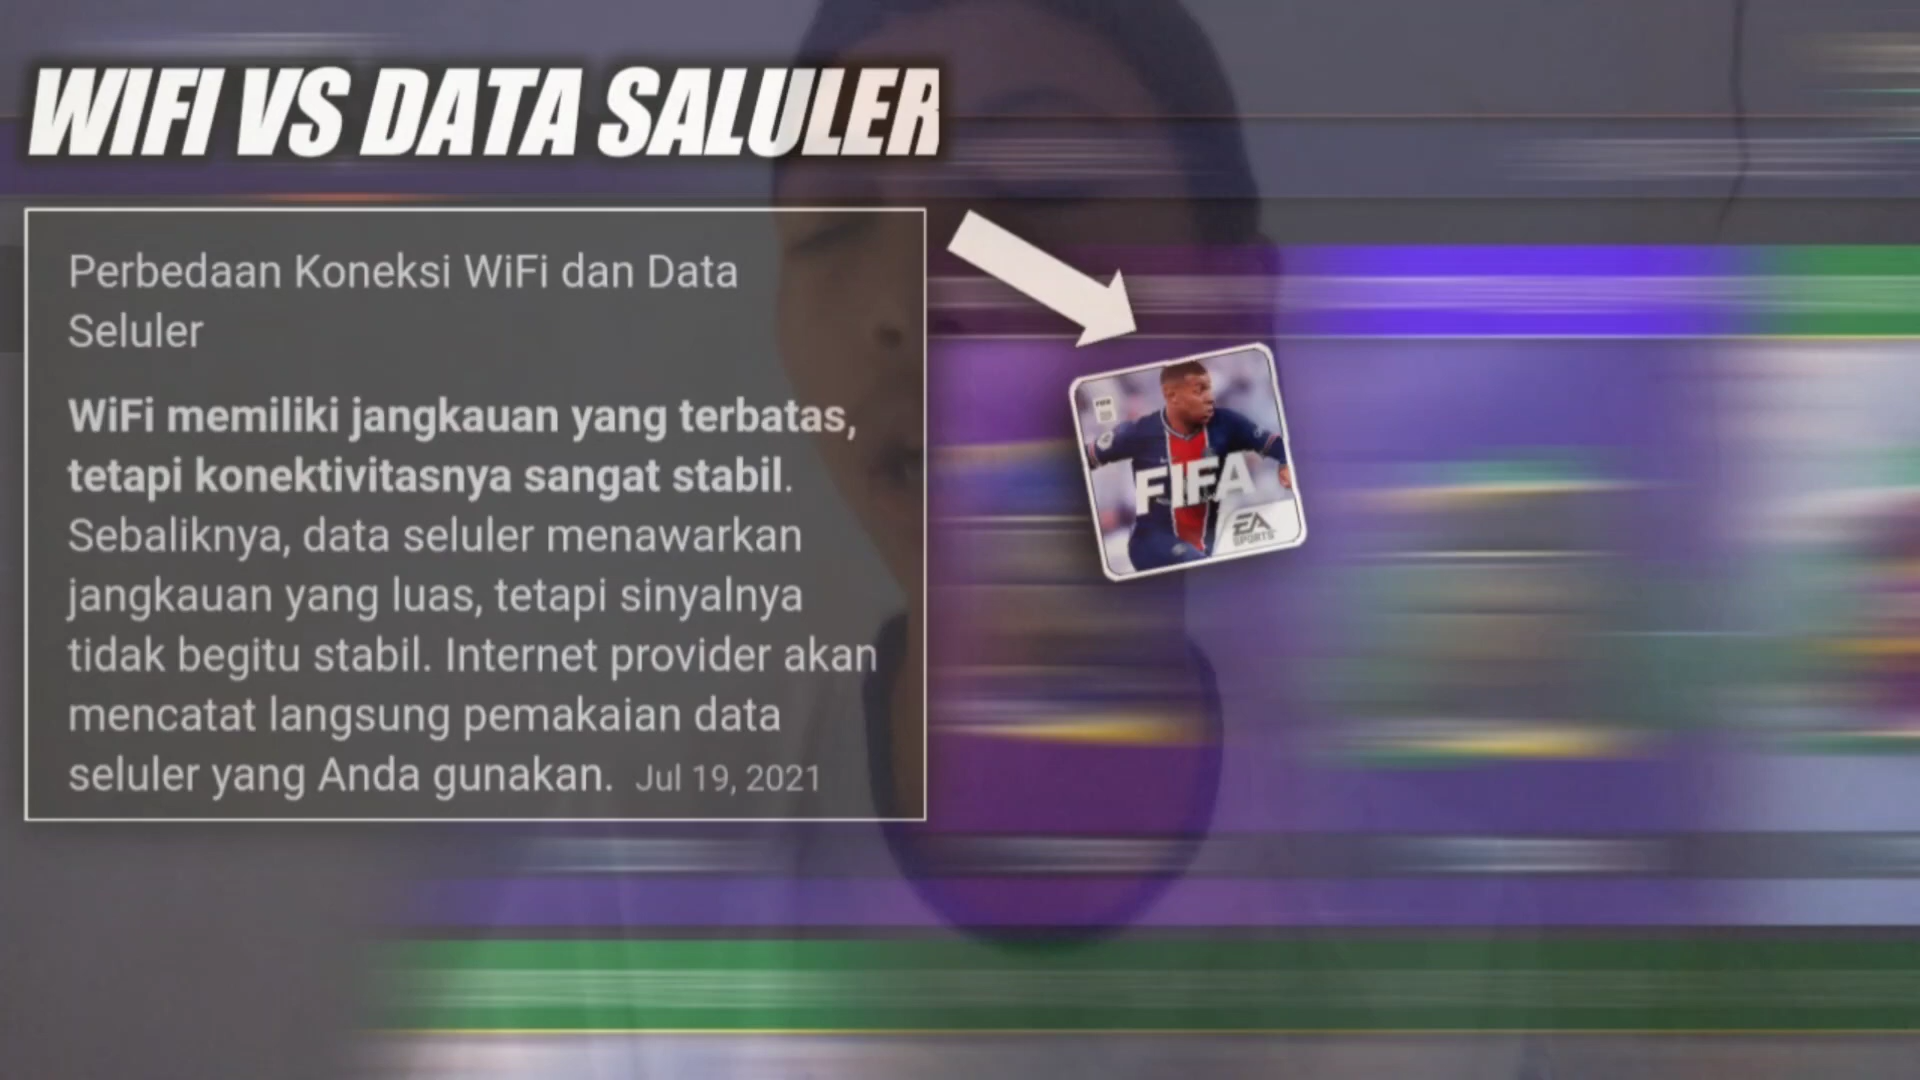 WIFI VS DATA SALULER
Perbedaan Koneksi WiFi dan Data
Seluler
WiFi memiliki jangkauan yang terbatas,
tetapi konektivitasnya sangat stabil.
Sebaliknya, data seluler menawarkan
jangkauan yang luas, tetapi sinyalnya
tidak begitu stabil. Internet provider akan
mencatat langsung pemakaian data
seluler yang Anda gunakan. Jul 19, 2021
FIFA
EA
SPORTS